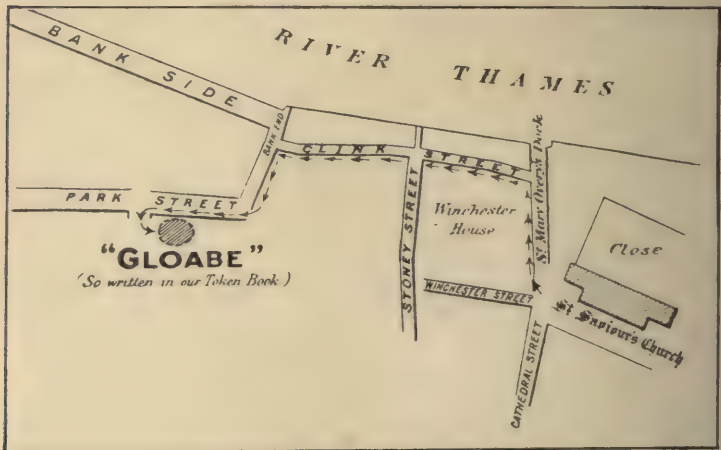 RIVER THAMES
BANK SIDE
BANK END
CLINK STREET
St Mary Overy's Dock
PARK STREET
Winchester
House
Close
"GLOABE"
(So written in our Token Book)
STONEY STREET
WINCHESTER STREET
St Saviour's Church
CATHEDRAL STREET